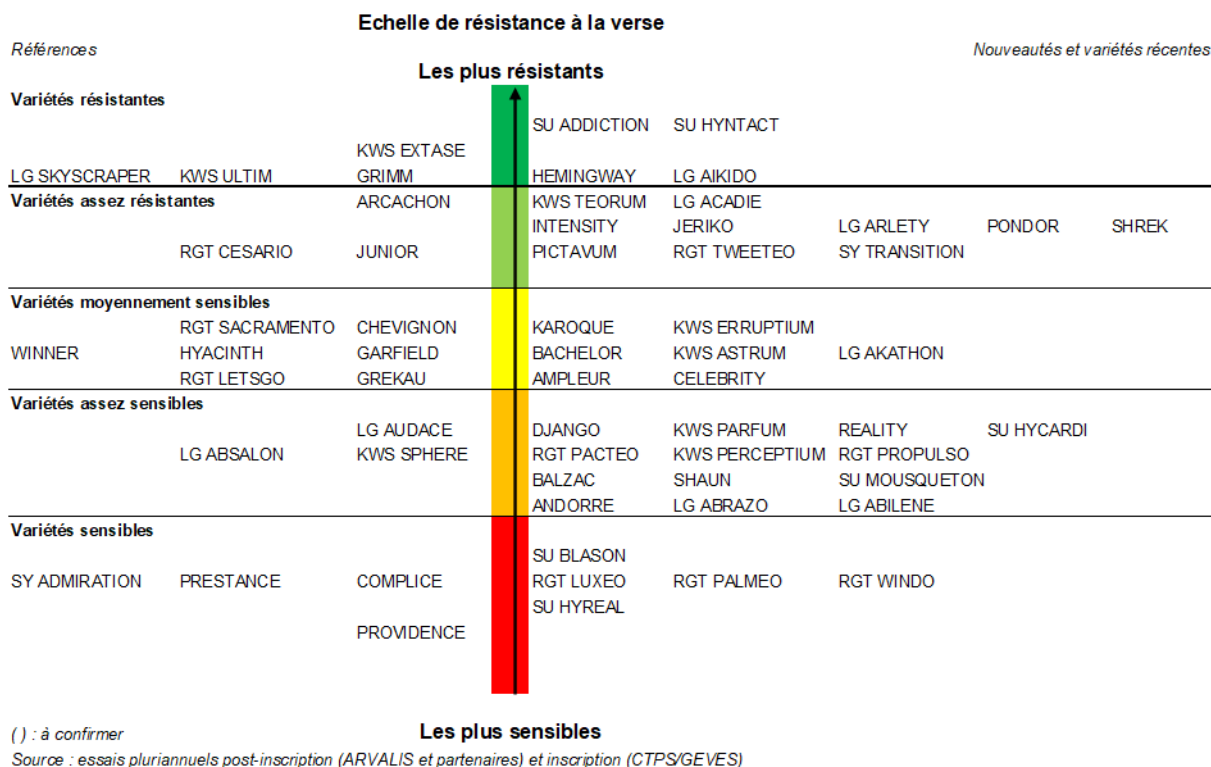 Echelle de résistance à la verse
Références Nouveautés et variétés récentes
Les plus résistants
Variétés résistantes
SU ADDICTION SU HYNTACT
KWS EXTASE
LG SKYSCRAPER KWS ULTIM GRIMM HEMINGWAY LG AIKIDO
Variétés assez résistantes ARCACHON KWS TEORUM LG ACADIE
INTENSITY JERIKO LG ARLETY PONDOR SHREK
RGT CESARIO JUNIOR PICTAVUM RGT TWEETEO SY TRANSITION
Variétés moyennement sensibles
RGT SACRAMENTO CHEVIGNON KAROQUE KWS ERRUPTIUM
WINNER HYACINTH GARFIELD BACHELOR KWS ASTRUM LG AKATHON
RGT LETSGO GREKAU AMPLEUR CELEBRITY
Variétés assez sensibles
LG AUDACE DJANGO KWS PARFUM REALITY SU HYCARDI
LG ABSALON KWS SPHERE RGT PACTEO KWS PERCEPTIUM RGT PROPULSO
BALZAC SHAUN SU MOUSQUETON
ANDORRE LG ABRAZO LG ABILENE
Variétés sensibles
SU BLASON
SY ADMIRATION PRESTANCE COMPLICE RGT LUXEO RGT PALMEO RGT WINDO
SU HYREAL
PROVIDENCE
Les plus sensibles
( ) : à confirmer
Source : essais pluriannuels post-inscription (ARVALIS et partenaires) et inscription (CTPS/GEVES)